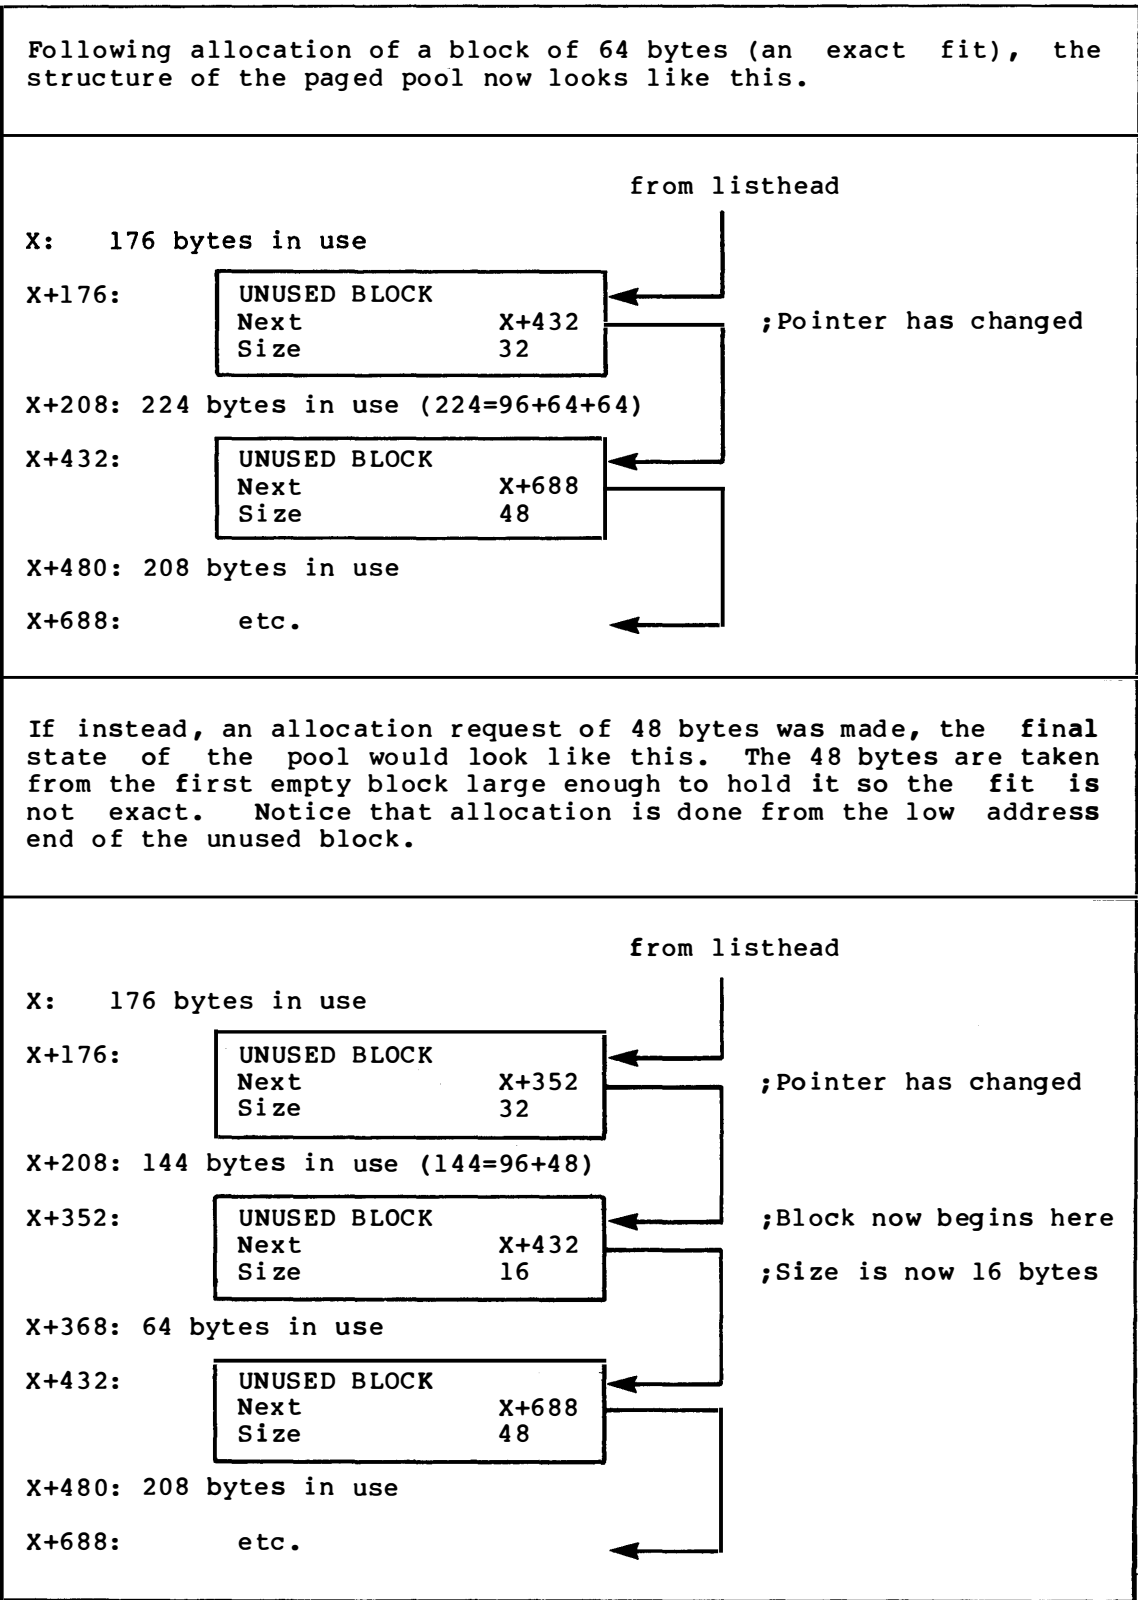 Following allocation of a block of 64 bytes (an exact fit), the
structure of the paged pool now looks like this.
from listhead
X: 176 bytes in use
X+176: UNUSED BLOCK
Next X+432 ;Pointer has changed
Size 32
X+208: 224 bytes in use (224=96+64+64)
X+432: UNUSED BLOCK
Next X+688
Size 48
X+480: 208 bytes in use
X+688: etc.
If instead, an allocation request of 48 bytes was made, the final
state of the pool would look like this. The 48 bytes are taken
from the first empty block large enough to hold it so the fit is
not exact. Notice that allocation is done from the low address
end of the unused block.
from listhead
X: 176 bytes in use
X+176: UNUSED BLOCK
Next X+352 ;Pointer has changed
Size 32
X+208: 144 bytes in use (144=96+48)
X+352: UNUSED BLOCK ;Block now begins here
Next X+432
Size 16 ;Size is now 16 bytes
X+368: 64 bytes in use
X+432: UNUSED BLOCK
Next X+688
Size 48
X+480: 208 bytes in use
X+688: etc.